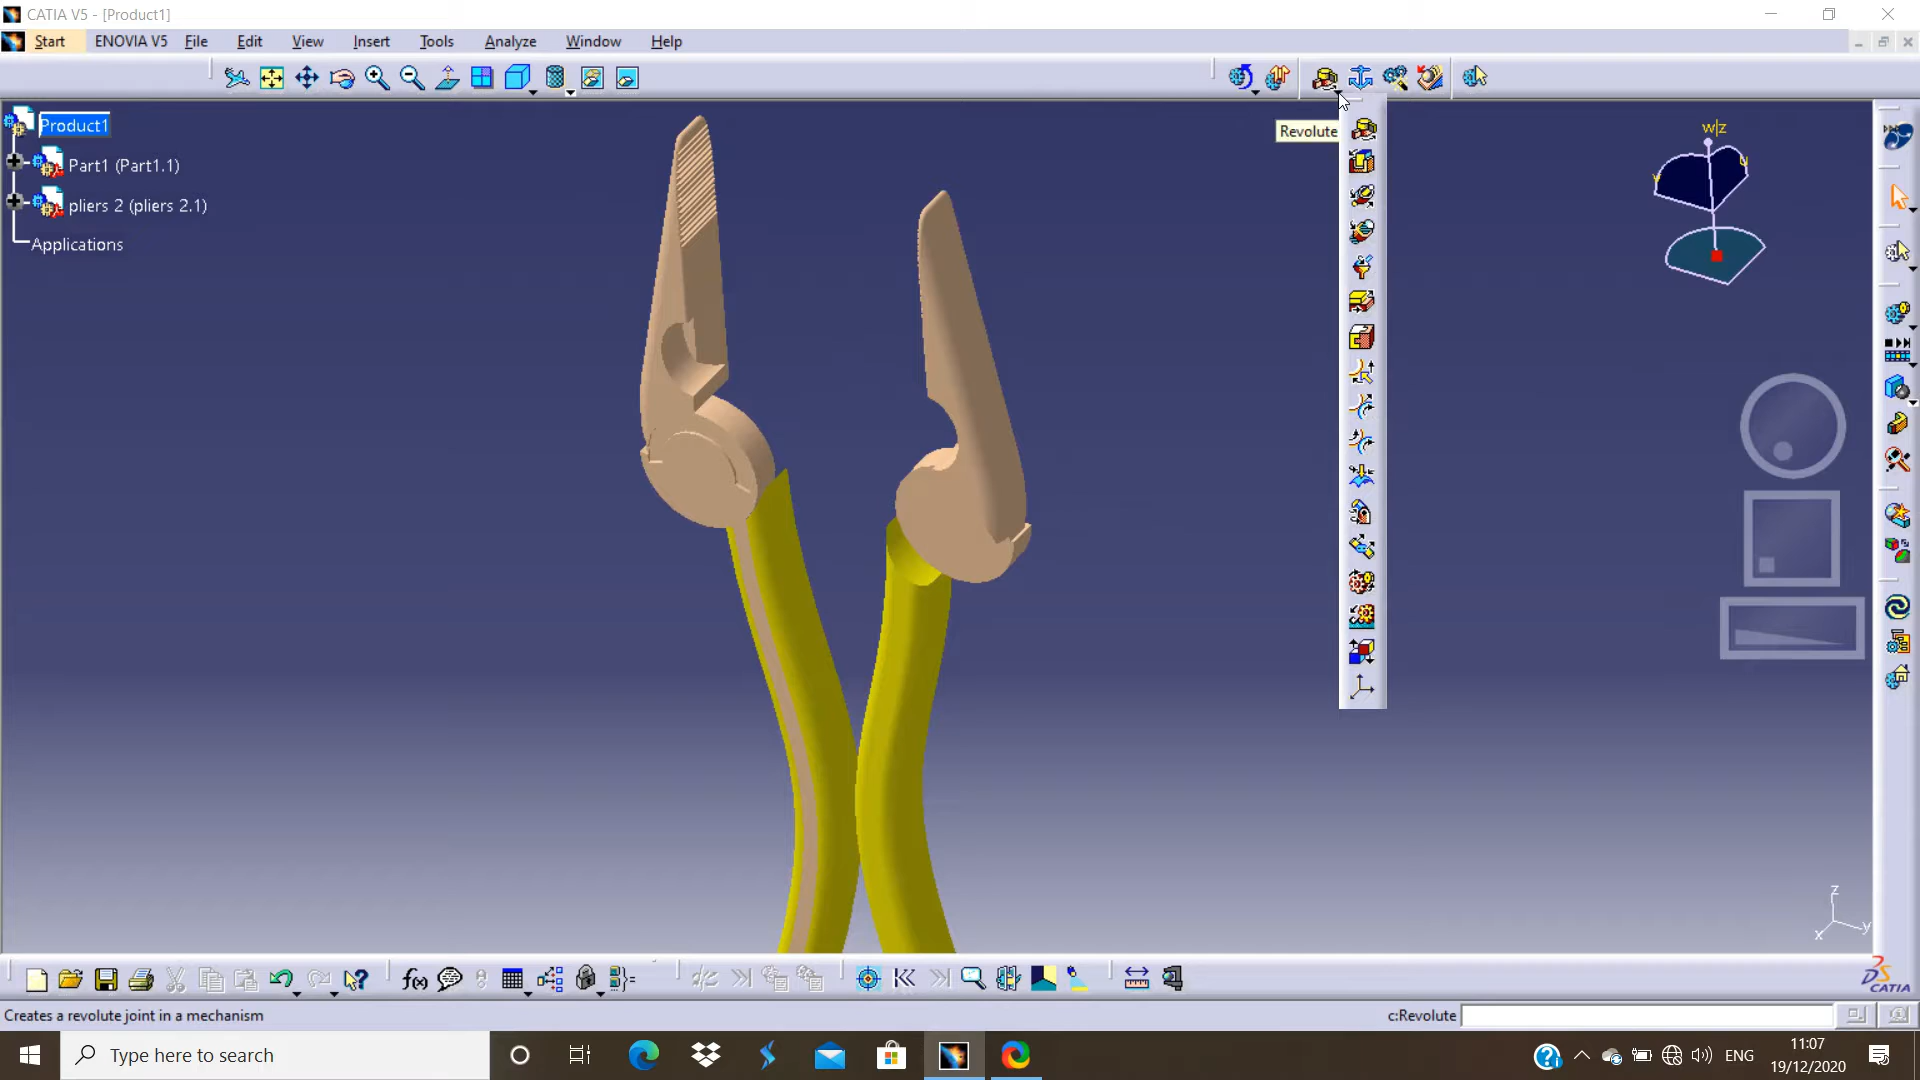 CATIA V5 - [Product1]
Start ENOVIA V5 File Edit View Insert Tools Analyze Window Help
Product1
Part1 (Part1.1)
pliers 2 (pliers 2.1)
Applications
Revolute
w|z
z
y
x
f(x)
CATIA
Creates a revolute joint in a mechanism
c:Revolute
Type here to search
ENG
11:07
19/12/2020